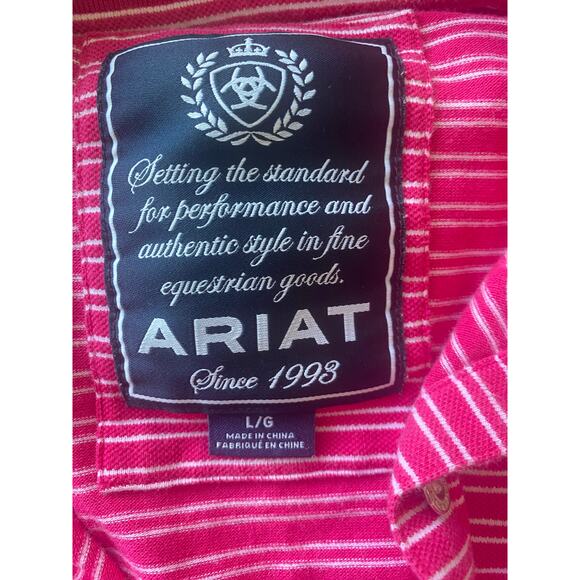 Setting the standard
for performance and
authentic style in fine
equestrian goods.
ARIAT
Since 1993
L/G
MADE IN CHINA
FABRIQUÉ EN CHINE